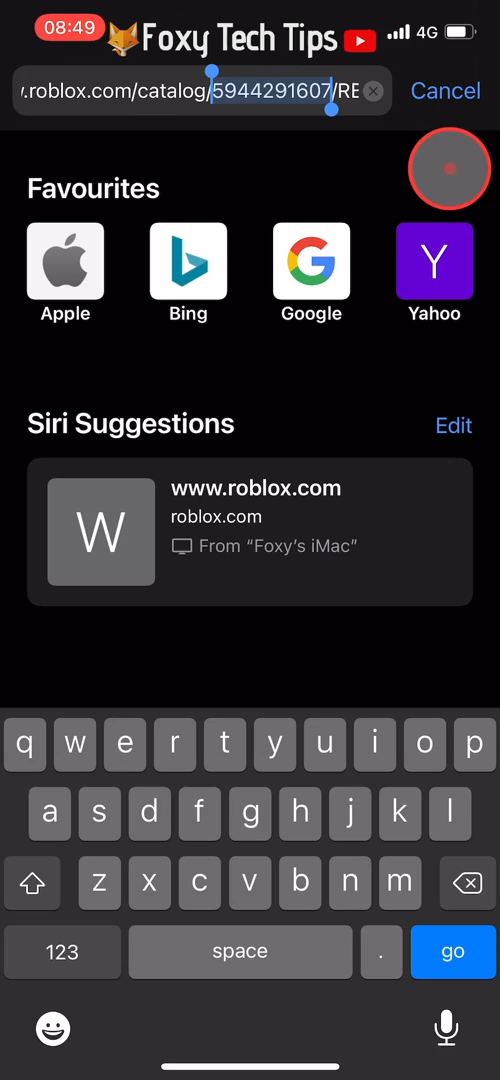 08:49
Foxy Tech Tips
4G
.roblox.com/catalog/5944291607/RE
Cancel
Favourites
Apple
Bing
Google
Y
Yahoo
Siri Suggestions
Edit
W
www.roblox.com
roblox.com
From “Foxy’s iMac”
q w e r t y u i o p
a s d f g h j k l
z x c v b n m
123
space
.
go